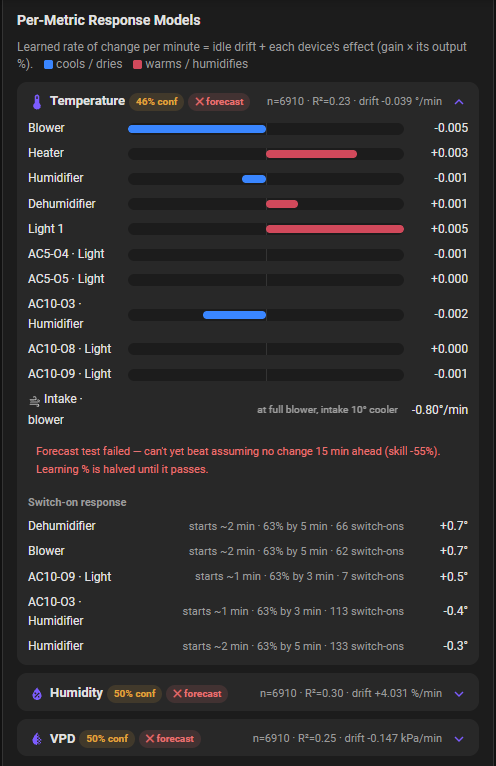 Per-Metric Response Models
Learned rate of change per minute = idle drift + each device's effect (gain × its output
%). cools / dries warms / humidifies
Temperature 46% conf ✕ forecast n=6910 · R²=0.23 · drift -0.039 °/min
Blower -0.005
Heater +0.003
Humidifier -0.001
Dehumidifier +0.001
Light 1 +0.005
AC5-O4 · Light -0.001
AC5-O5 · Light +0.000
AC10-O3 ·
Humidifier -0.002
AC10-O8 · Light +0.000
AC10-O9 · Light -0.001
Intake ·
blower at full blower, intake 10° cooler -0.80°/min
Forecast test failed — can't yet beat assuming no change 15 min ahead (skill -55%).
Learning % is halved until it passes.
Switch-on response
Dehumidifier starts ~2 min · 63% by 5 min · 66 switch-ons +0.7°
Blower starts ~2 min · 63% by 5 min · 62 switch-ons +0.7°
AC10-O9 · Light starts ~1 min · 63% by 3 min · 7 switch-ons +0.5°
AC10-O3 ·
Humidifier starts ~1 min · 63% by 3 min · 113 switch-ons -0.4°
Humidifier starts ~2 min · 63% by 5 min · 133 switch-ons -0.3°
Humidity 50% conf ✕ forecast n=6910 · R²=0.30 · drift +4.031 %/min
VPD 50% conf ✕ forecast n=6910 · R²=0.25 · drift -0.147 kPa/min